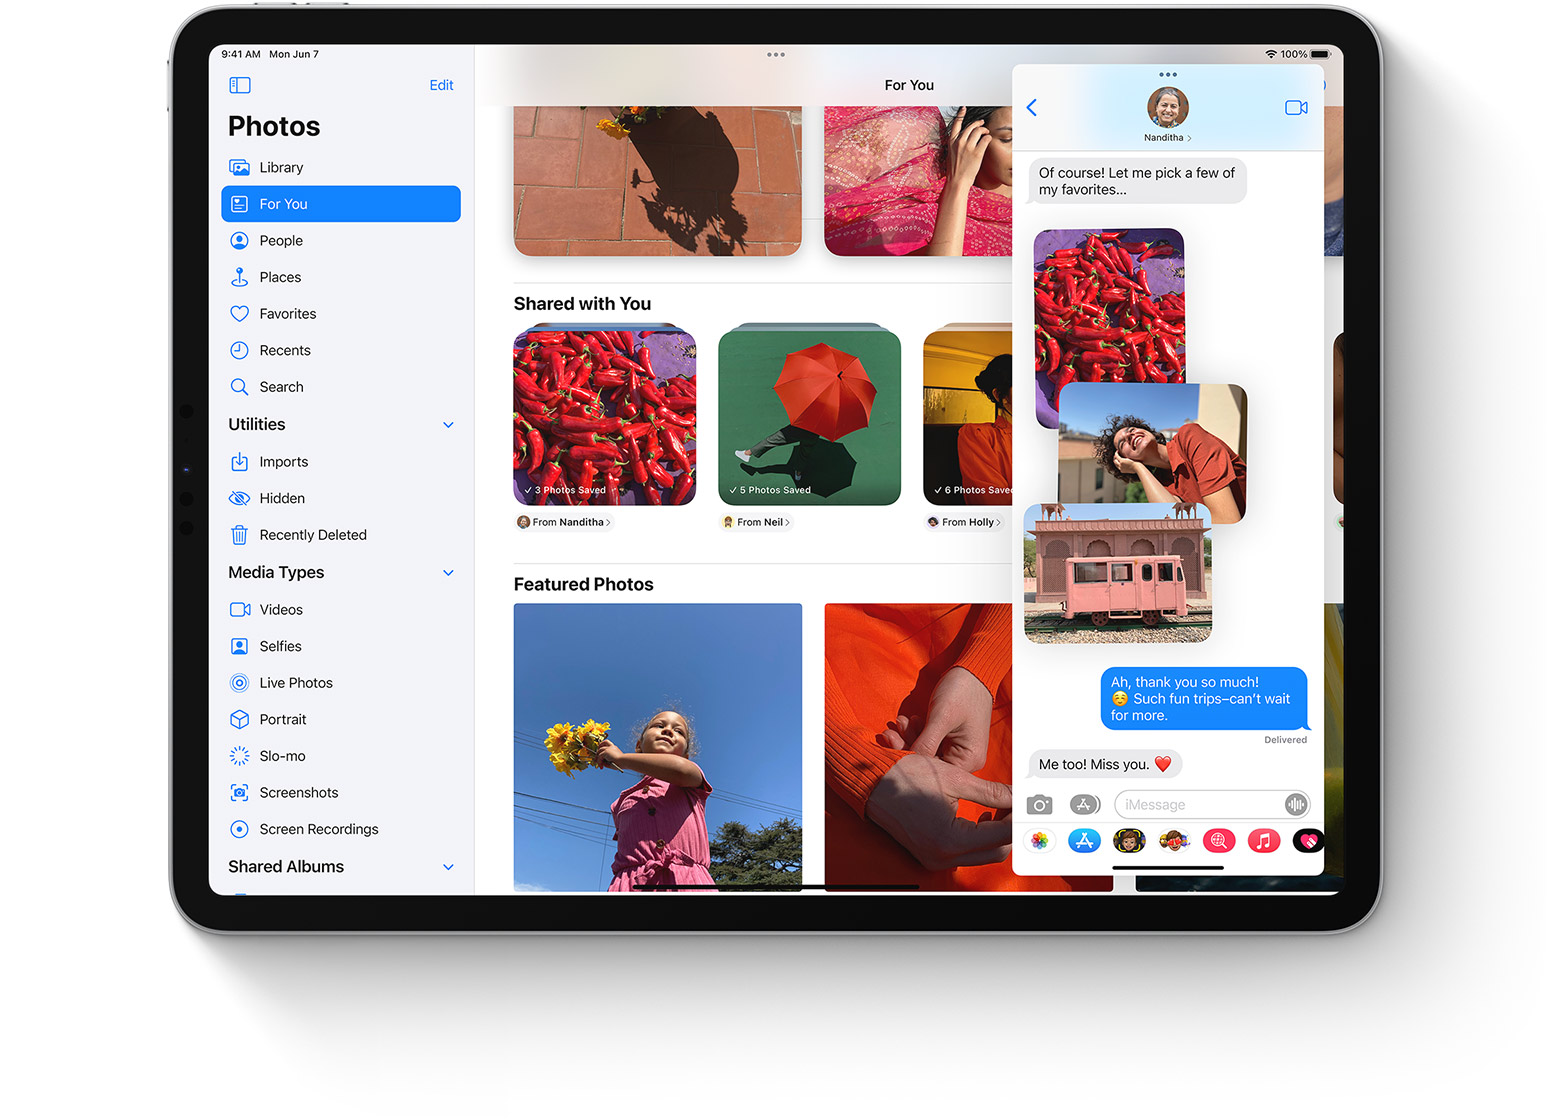 9:41 AM Mon Jun 7
100%
Edit
Photos
Library
For You
People
Places
Favorites
Recents
Search
Utilities
Imports
Hidden
Recently Deleted
Media Types
Videos
Selfies
Live Photos
Portrait
Slo-mo
Screenshots
Screen Recordings
Shared Albums
For You
Shared with You
3 Photos Saved
5 Photos Saved
6 Photos Saved
From Nanditha
From Neil
From Holly
Featured Photos
Nanditha
Of course! Let me pick a few of
my favorites...
Ah, thank you so much!
☺️ Such fun trips–can't wait
for more.
Delivered
Me too! Miss you. ❤️
iMessage